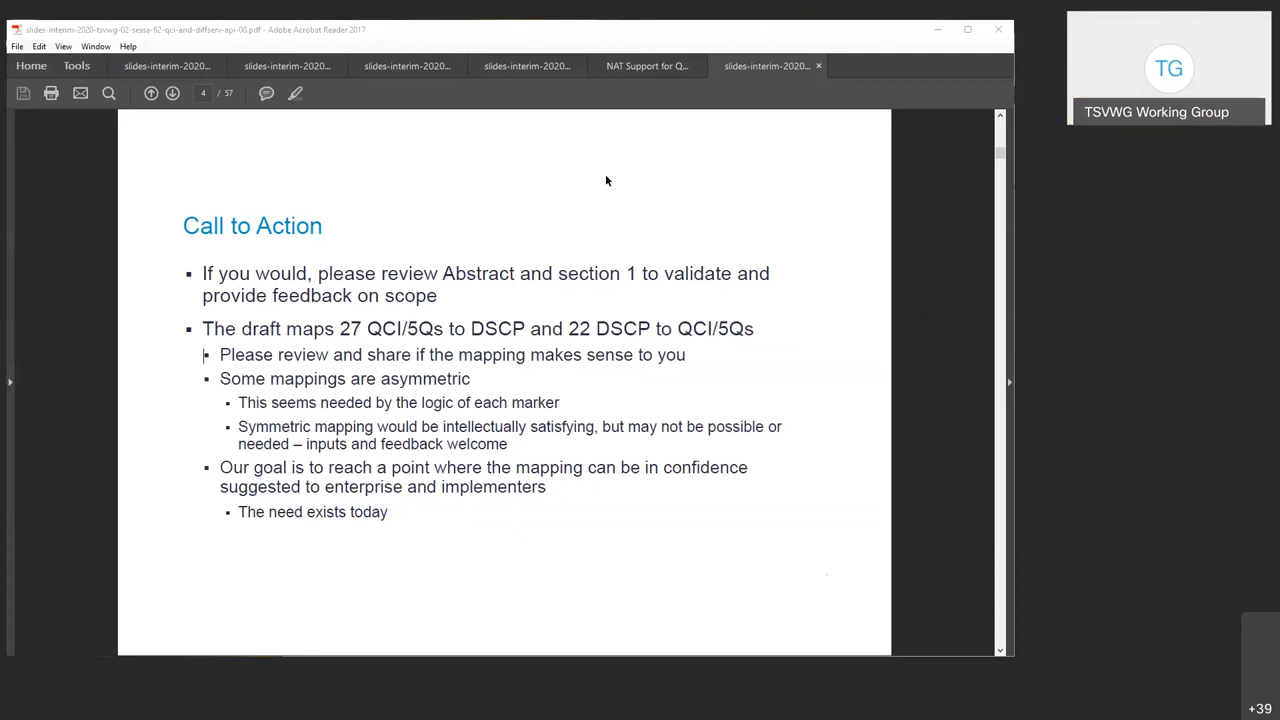 slides-interim-2020-tsvwg-02-sessa-62-qci-and-diffserv-api-00.pdf - Adobe Acrobat Reader 2017
File Edit View Window Help
Home Tools slides-interim-2020... slides-interim-2020... slides-interim-2020... slides-interim-2020... NAT Support for Q... slides-interim-2020... ×
4 / 57
TG
TSVWG Working Group
Call to Action
▪ If you would, please review Abstract and section 1 to validate and
provide feedback on scope
▪ The draft maps 27 QCI/5Qs to DSCP and 22 DSCP to QCI/5Qs
▪ Please review and share if the mapping makes sense to you
▪ Some mappings are asymmetric
▪ This seems needed by the logic of each marker
▪ Symmetric mapping would be intellectually satisfying, but may not be possible or
needed – inputs and feedback welcome
▪ Our goal is to reach a point where the mapping can be in confidence
suggested to enterprise and implementers
▪ The need exists today
+39